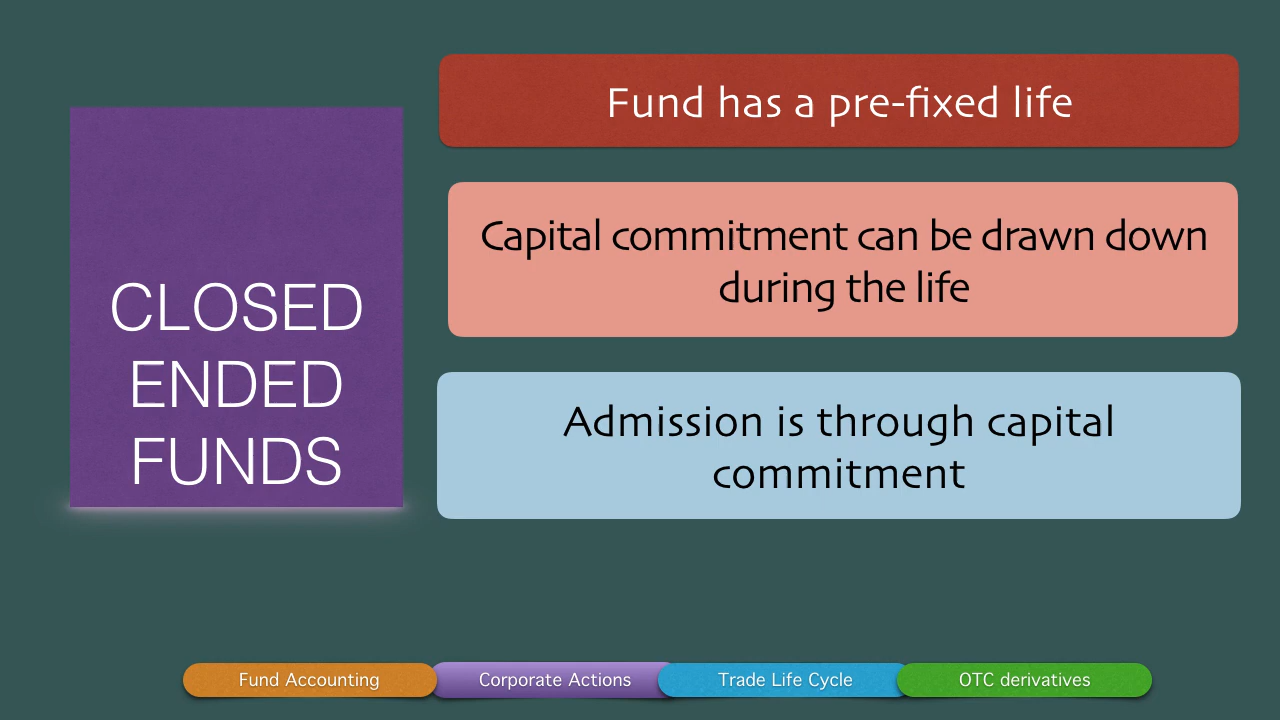 CLOSED
ENDED
FUNDS
Fund has a pre-fixed life
Capital commitment can be drawn down
during the life
Admission is through capital
commitment
Fund Accounting
Corporate Actions
Trade Life Cycle
OTC derivatives